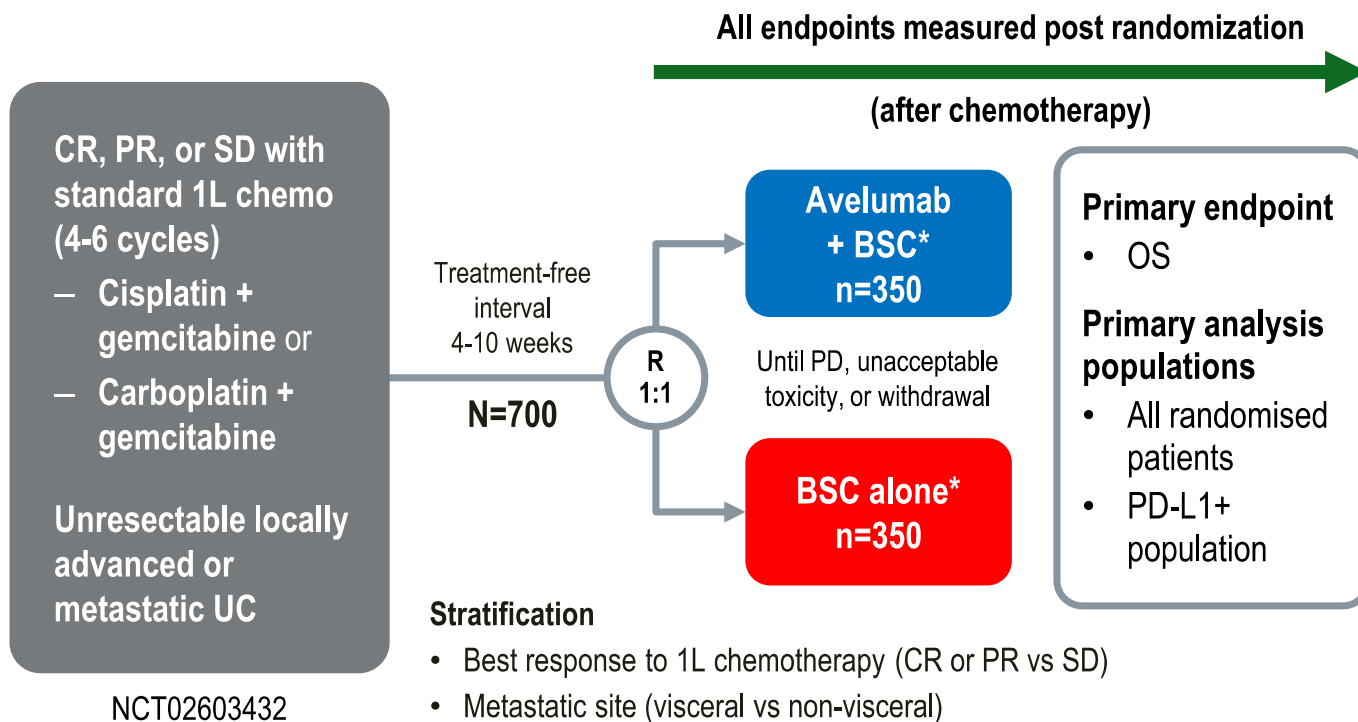 All endpoints measured post randomization
(after chemotherapy)
CR, PR, or SD with
standard 1L chemo
(4-6 cycles)
– Cisplatin +
gemcitabine or
– Carboplatin +
gemcitabine
Unresectable locally
advanced or
metastatic UC
NCT02603432
Treatment-free
interval
4-10 weeks
N=700
R
1:1
Avelumab
+ BSC*
n=350
Until PD, unacceptable
toxicity, or withdrawal
BSC alone*
n=350
Primary endpoint
• OS
Primary analysis
populations
• All randomised
patients
• PD-L1+
population
Stratification
• Best response to 1L chemotherapy (CR or PR vs SD)
• Metastatic site (visceral vs non-visceral)